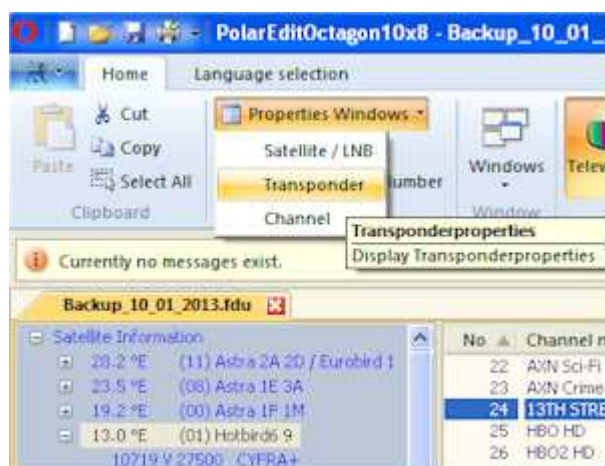 PolarEditOctagon10x8 - Backup_10_01_
Home Language selection
Cut
Copy
Select All
Paste
Clipboard
Properties Windows
Satellite / LNB
Transponder
Channel
umber
Windows
Window
Telev
Transponderproperties
Display Transponderproperties
Currently no messages exist.
Backup_10_01_2013.fdu
Satellite Information
28.2 °E (11) Astra 2A 2D / Eurobird 1
23.5 °E (08) Astra 1E 3A
19.2 °E (00) Astra 1F 1M
13.0 °E (01) Hotbird6 9
10719 V 27500 CYFRA+
No Channel n
22 AXN Sci-Fi
23 AXN Crime
24 13TH STRE
25 HBO HD
26 HBO2 HD